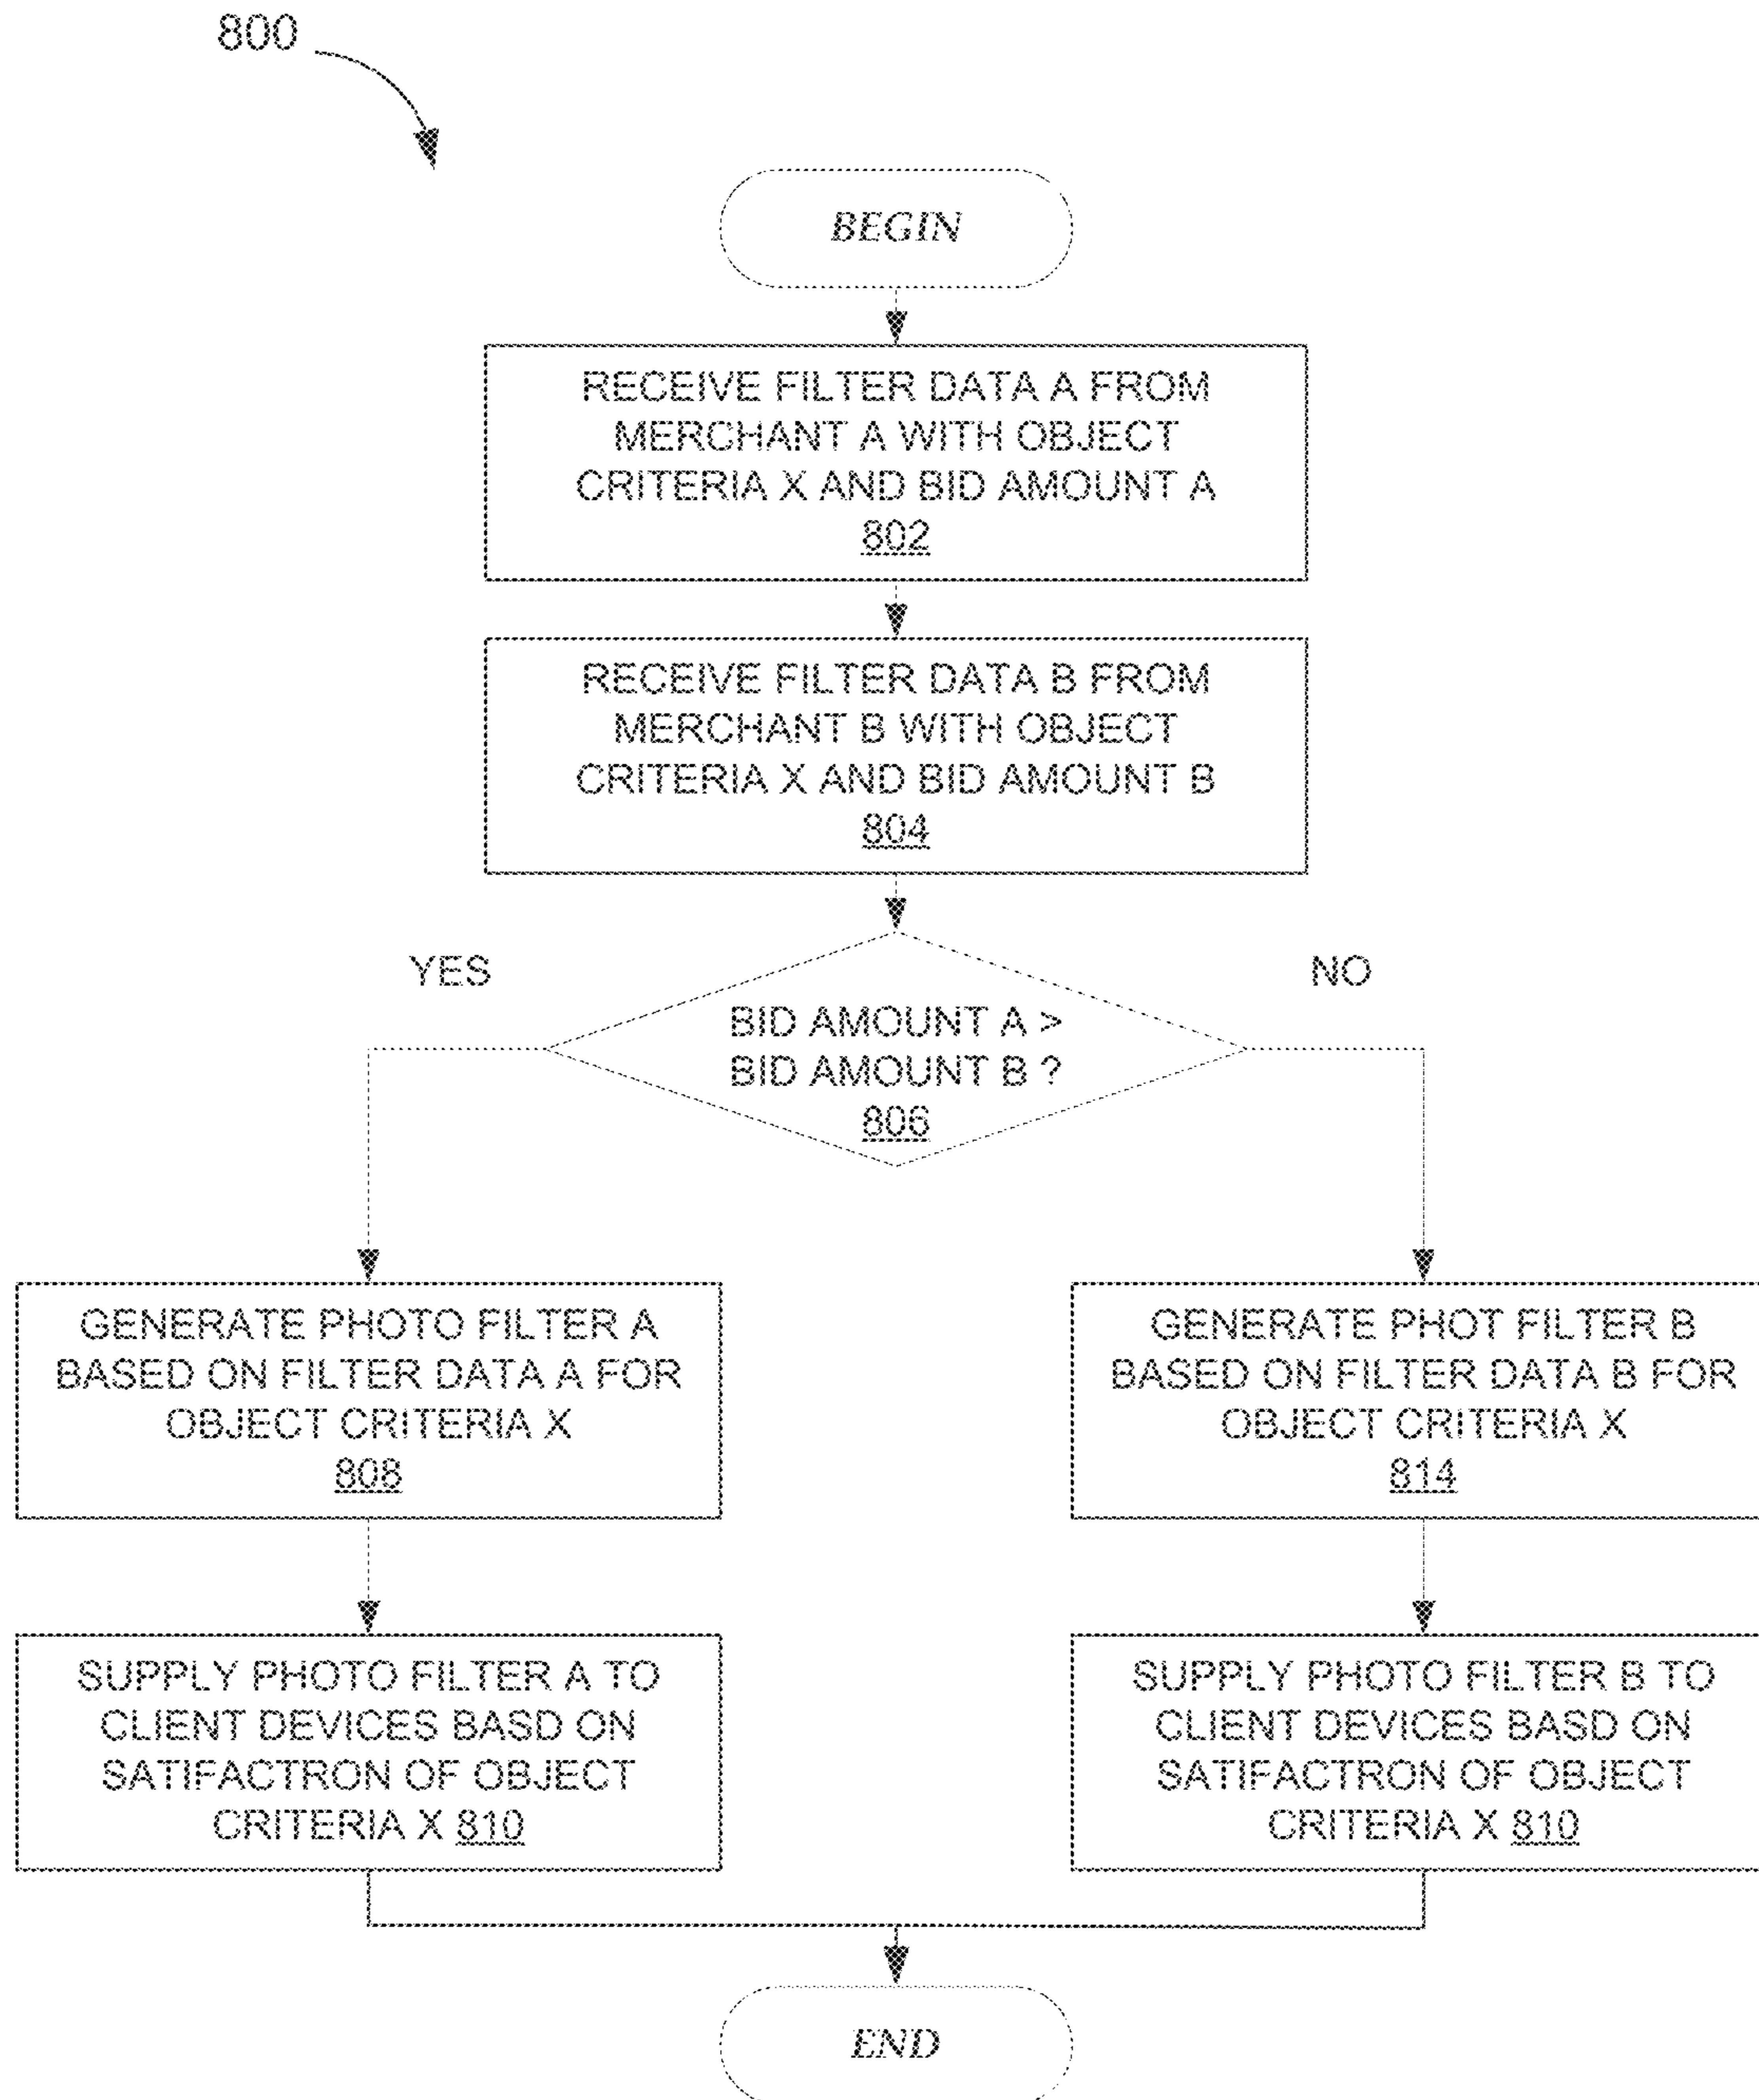 800
BEGIN
RECEIVE FILTER DATA A FROM
MERCHANT A WITH OBJECT
CRITERIA X AND BID AMOUNT A
802
RECEIVE FILTER DATA B FROM
MERCHANT B WITH OBJECT
CRITERIA X AND BID AMOUNT B
804
YES
NO
BID AMOUNT A >
BID AMOUNT B ?
806
GENERATE PHOTO FILTER A
BASED ON FILTER DATA A FOR
OBJECT CRITERIA X
808
GENERATE PHOT FILTER B
BASED ON FILTER DATA B FOR
OBJECT CRITERIA X
814
SUPPLY PHOTO FILTER A TO
CLIENT DEVICES BASD ON
SATIFACTRON OF OBJECT
CRITERIA X 810
SUPPLY PHOTO FILTER B TO
CLIENT DEVICES BASD ON
SATIFACTRON OF OBJECT
CRITERIA X 810
END